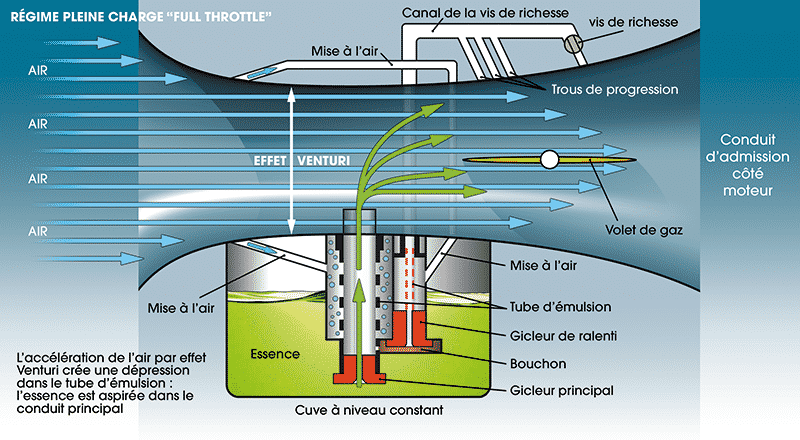 RÉGIME PLEINE CHARGE “FULL THROTTLE”
Canal de la vis de richesse
vis de richesse
Mise à l’air
AIR
Trous de progression
AIR
EFFET VENTURI
Conduit
d’admission
côté
moteur
AIR
Volet de gaz
AIR
Mise à l’air
Mise à l’air
Tube d’émulsion
Gicleur de ralenti
Essence
Bouchon
Gicleur principal
L’accélération de l’air par effet
Venturi crée une dépression
dans le tube d’émulsion :
l’essence est aspirée dans le
conduit principal
Cuve à niveau constant